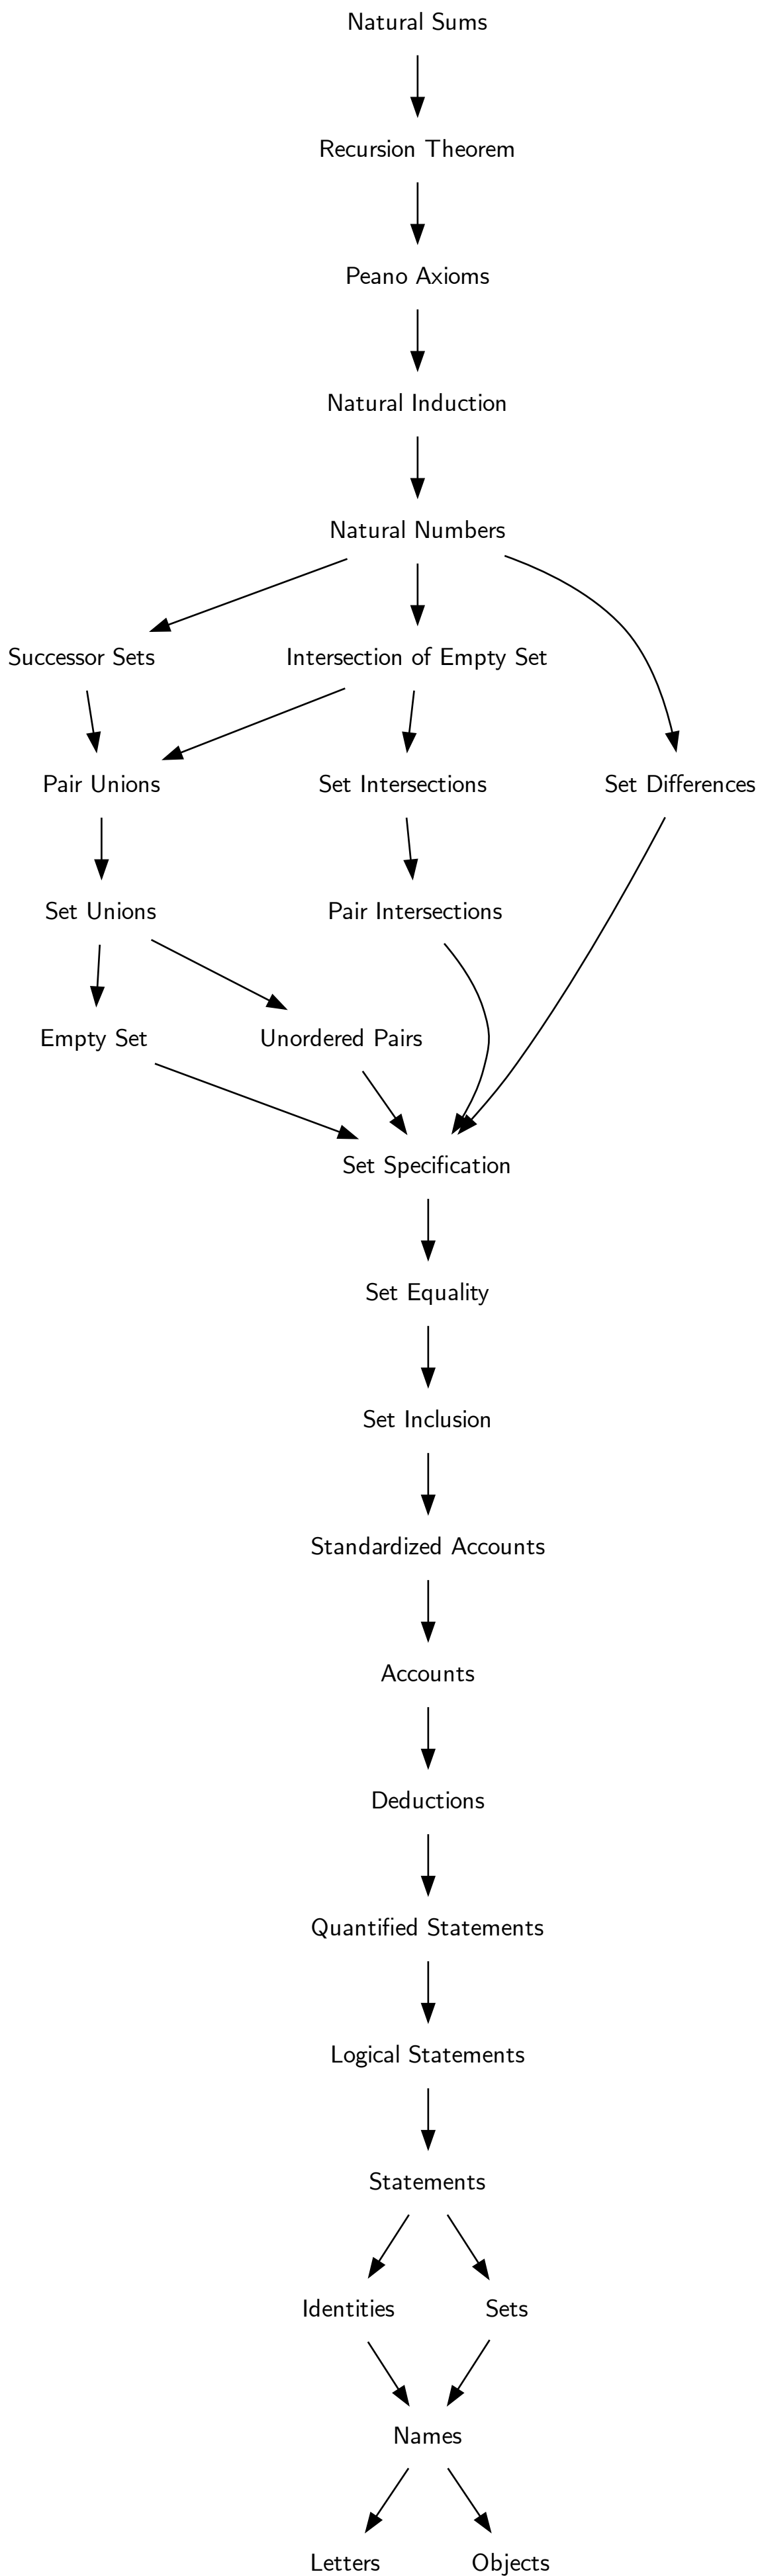 Natural Sums
Recursion Theorem
Peano Axioms
Natural Induction
Natural Numbers
Successor Sets
Intersection of Empty Set
Pair Unions
Set Intersections
Set Differences
Set Unions
Pair Intersections
Empty Set
Unordered Pairs
Set Specification
Set Equality
Set Inclusion
Standardized Accounts
Accounts
Deductions
Quantified Statements
Logical Statements
Statements
Identities
Sets
Names
Letters
Objects